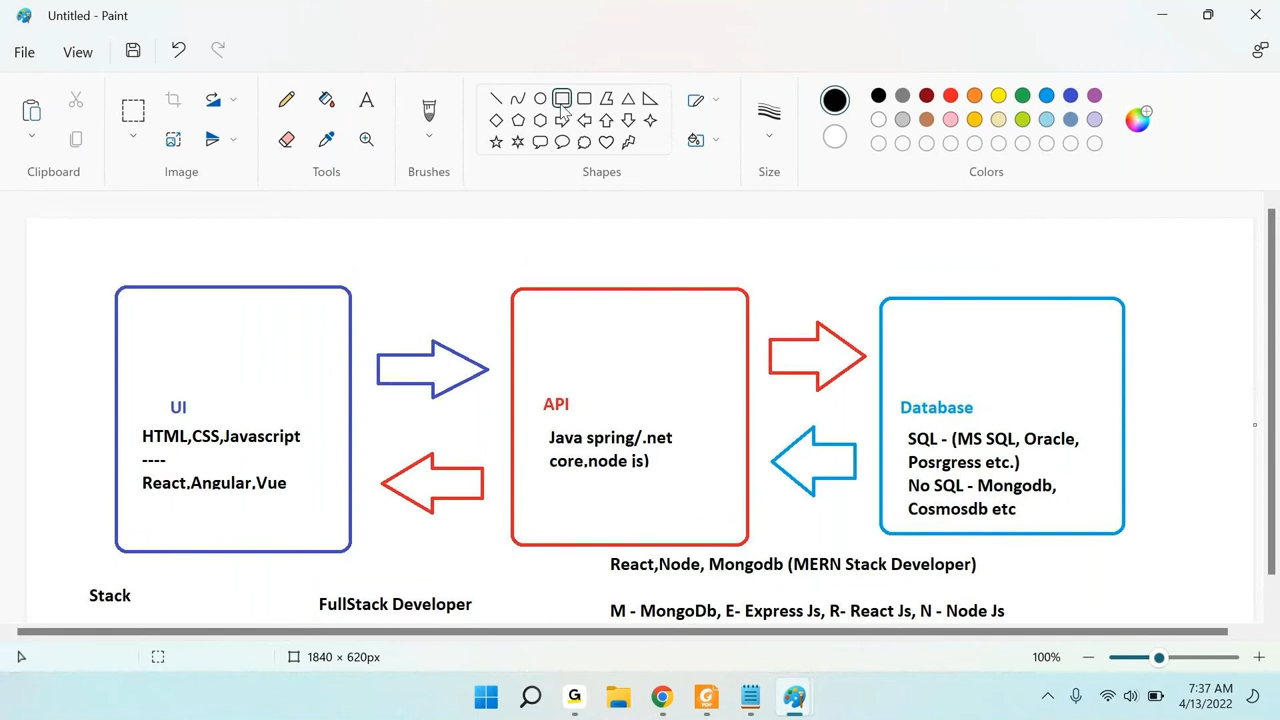 Untitled - Paint
File
View
Clipboard
Image
Tools
Brushes
Shapes
Size
Colors
UI
HTML,CSS,Javascript
----
React,Angular,Vue
API
Java spring/.net
core,node js)
Database
SQL - (MS SQL, Oracle,
Posrgress etc.)
No SQL - Mongodb,
Cosmosdb etc
React,Node, Mongodb (MERN Stack Developer)
Stack
FullStack Developer
M - MongoDb, E- Express Js, R- React Js, N - Node Js
1840 × 620px
100%
G
PDF
7:37 AM
4/13/2022